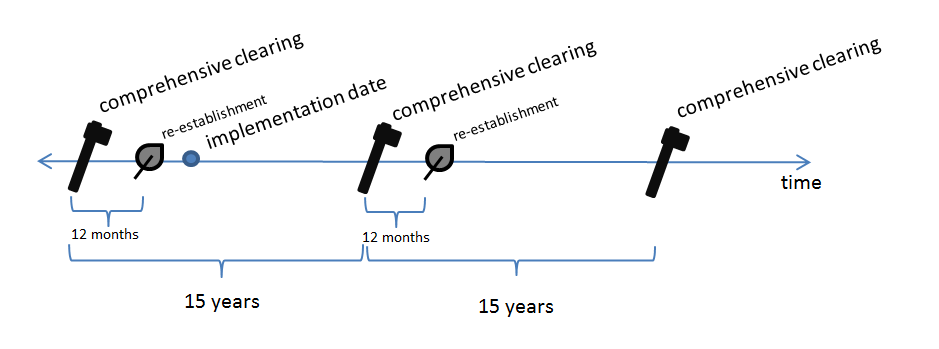 comprehensive clearing
re-establishment
implementation date
comprehensive clearing
re-establishment
comprehensive clearing
time
12 months
12 months
15 years
15 years